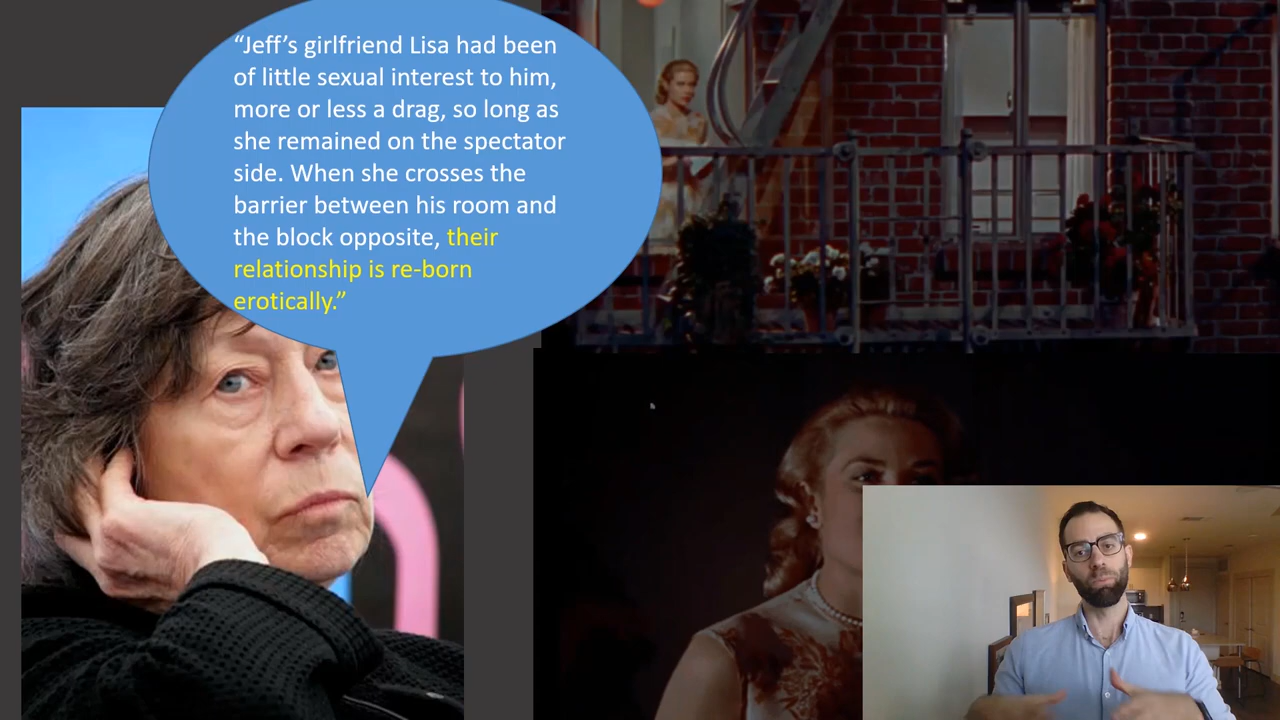 “Jeff’s girlfriend Lisa had been
of little sexual interest to him,
more or less a drag, so long as
she remained on the spectator
side. When she crosses the
barrier between his room and
the block opposite, their
relationship is re-born
erotically.”